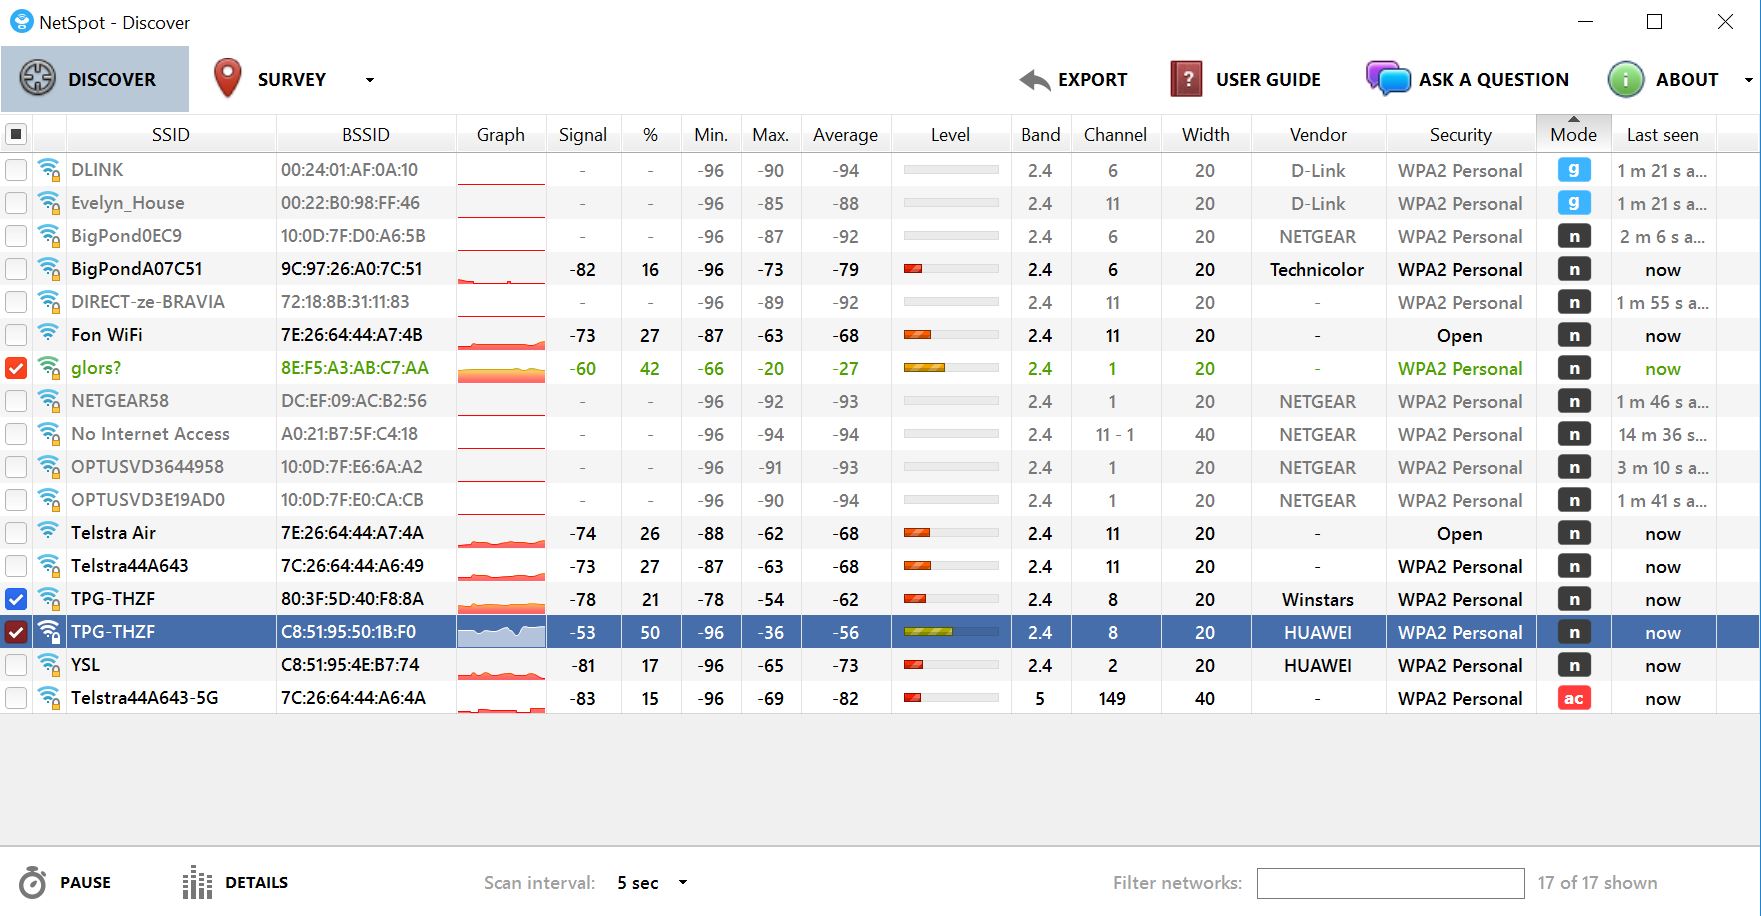 NetSpot - Discover
DISCOVER SURVEY EXPORT ? USER GUIDE ASK A QUESTION i ABOUT
SSID BSSID Graph Signal % Min. Max. Average Level Band Channel Width Vendor Security Mode Last seen
DLINK 00:24:01:AF:0A:10 - - -96 -90 -94 2.4 6 20 D-Link WPA2 Personal g 1 m 21 s a...
Evelyn_House 00:22:B0:98:FF:46 - - -96 -85 -88 2.4 11 20 D-Link WPA2 Personal g 1 m 21 s a...
BigPond0EC9 10:0D:7F:D0:A6:5B - - -96 -87 -92 2.4 6 20 NETGEAR WPA2 Personal n 2 m 6 s a...
BigPondA07C51 9C:97:26:A0:7C:51 -82 16 -96 -73 -79 2.4 6 20 Technicolor WPA2 Personal n now
DIRECT-ze-BRAVIA 72:18:8B:31:11:83 - - -96 -89 -92 2.4 11 20 - WPA2 Personal n 1 m 55 s a...
Fon WiFi 7E:26:64:44:A7:4B -73 27 -87 -63 -68 2.4 11 20 - Open n now
glors? 8E:F5:A3:AB:C7:AA -60 42 -66 -20 -27 2.4 1 20 - WPA2 Personal n now
NETGEAR58 DC:EF:09:AC:B2:56 - - -96 -92 -93 2.4 1 20 NETGEAR WPA2 Personal n 1 m 46 s a...
No Internet Access A0:21:B7:5F:C4:18 - - -96 -94 -94 2.4 11 - 1 40 NETGEAR WPA2 Personal n 14 m 36 s...
OPTUSVD3644958 10:0D:7F:E6:6A:A2 - - -96 -91 -93 2.4 1 20 NETGEAR WPA2 Personal n 3 m 10 s a...
OPTUSVD3E19AD0 10:0D:7F:E0:CA:CB - - -96 -90 -94 2.4 1 20 NETGEAR WPA2 Personal n 1 m 41 s a...
Telstra Air 7E:26:64:44:A7:4A -74 26 -88 -62 -68 2.4 11 20 - Open n now
Telstra44A643 7C:26:64:44:A6:49 -73 27 -87 -63 -68 2.4 11 20 - WPA2 Personal n now
TPG-THZF 80:3F:5D:40:F8:8A -78 21 -78 -54 -62 2.4 8 20 Winstars WPA2 Personal n now
TPG-THZF C8:51:95:50:1B:F0 -53 50 -96 -36 -56 2.4 8 20 HUAWEI WPA2 Personal n now
YSL C8:51:95:4E:B7:74 -81 17 -96 -65 -73 2.4 2 20 HUAWEI WPA2 Personal n now
Telstra44A643-5G 7C:26:64:44:A6:4A -83 15 -96 -69 -82 5 149 40 - WPA2 Personal ac now
PAUSE DETAILS Scan interval: 5 sec Filter networks: 17 of 17 shown